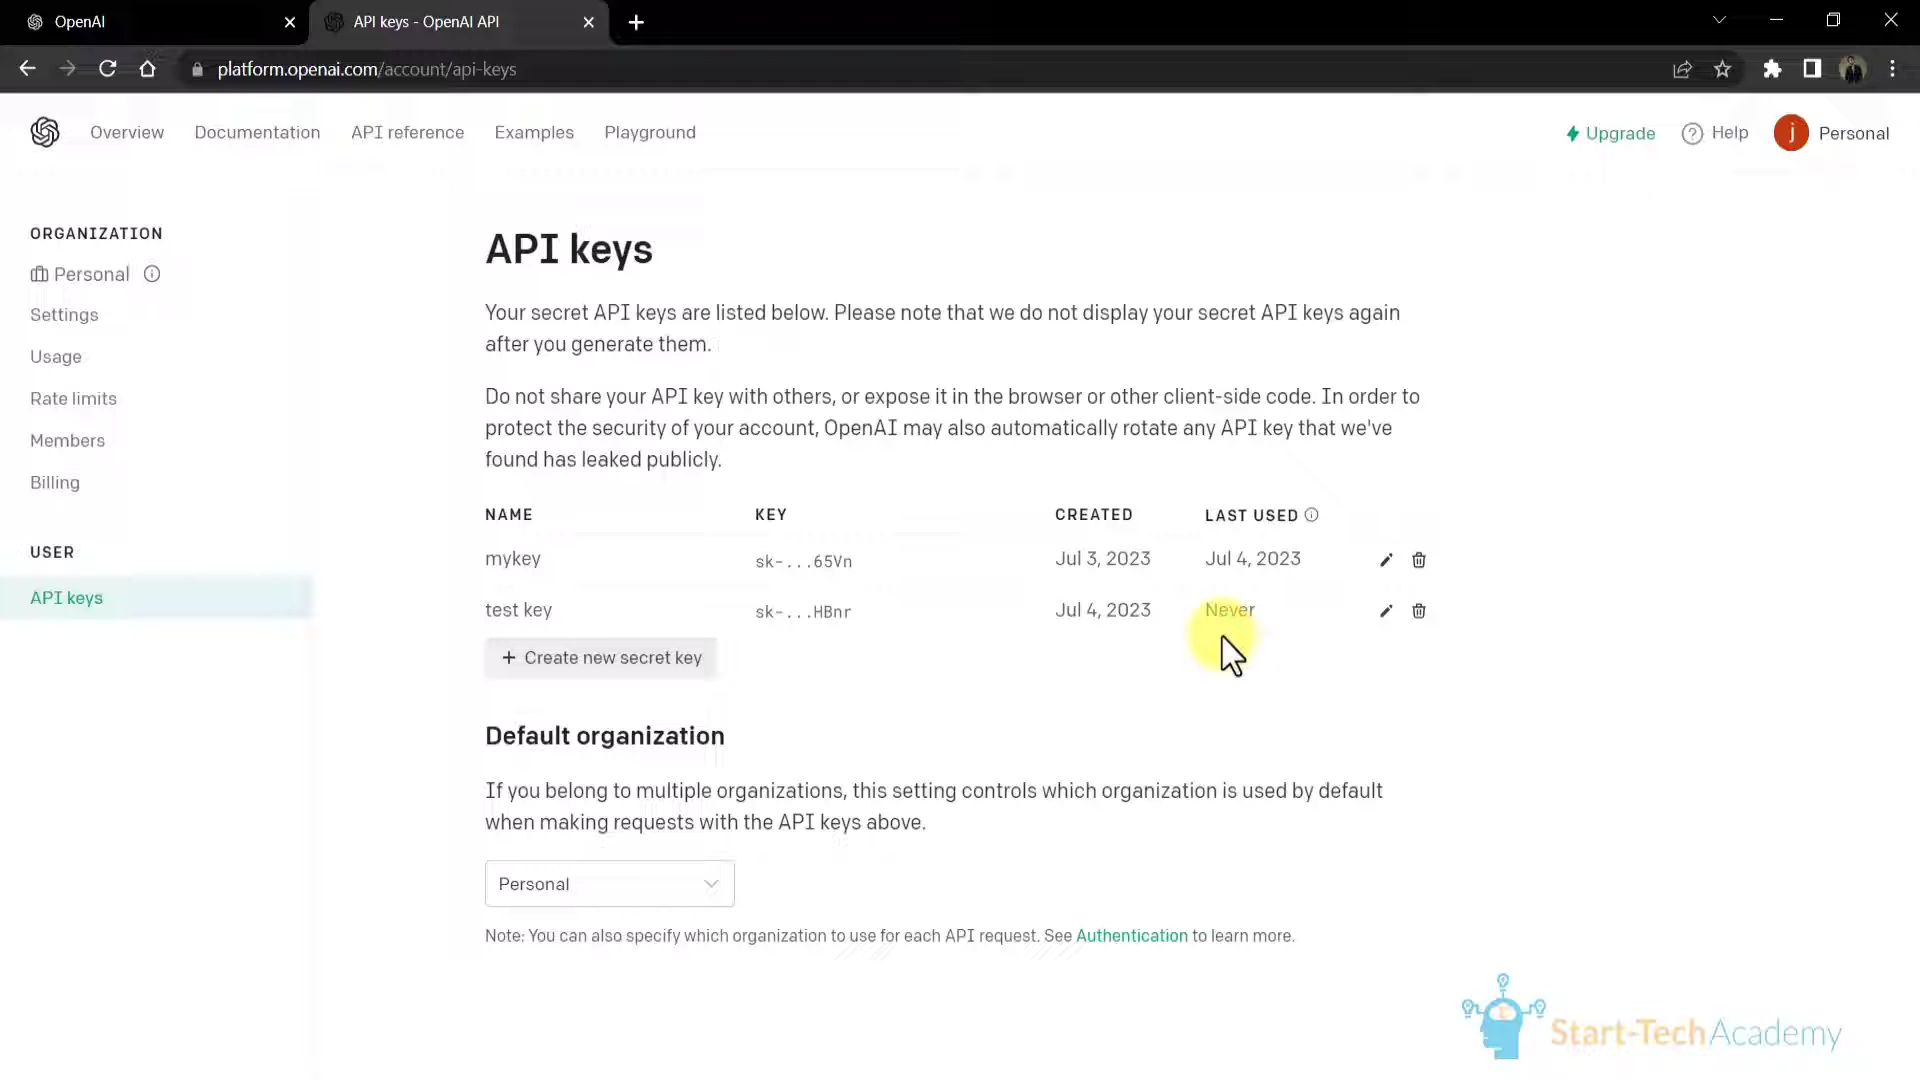 OpenAI
API keys - OpenAI API
platform.openai.com/account/api-keys
Overview Documentation API reference Examples Playground
Upgrade Help j Personal
ORGANIZATION
Personal
Settings
Usage
Rate limits
Members
Billing
USER
API keys
API keys
Your secret API keys are listed below. Please note that we do not display your secret API keys again
after you generate them.
Do not share your API key with others, or expose it in the browser or other client-side code. In order to
protect the security of your account, OpenAI may also automatically rotate any API key that we've
found has leaked publicly.
NAME KEY CREATED LAST USED
mykey sk-...65Vn Jul 3, 2023 Jul 4, 2023
test key sk-...HBnr Jul 4, 2023 Never
+ Create new secret key
Default organization
If you belong to multiple organizations, this setting controls which organization is used by default
when making requests with the API keys above.
Personal
Note: You can also specify which organization to use for each API request. See Authentication to learn more.
Start-Tech Academy